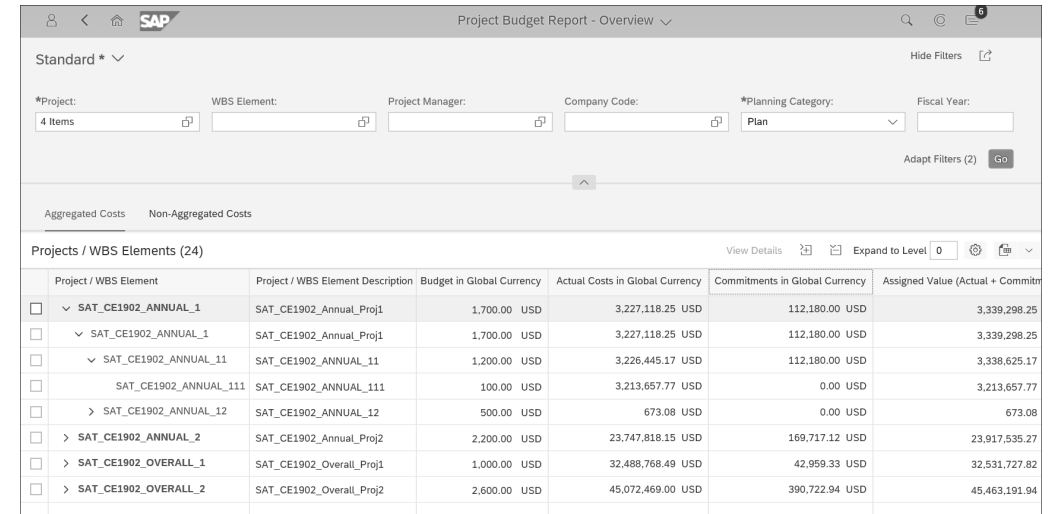 SAP Project Budget Report - Overview 6
Standard * Hide Filters
*Project: WBS Element: Project Manager: Company Code: *Planning Category: Fiscal Year:
4 Items Plan
Adapt Filters (2) Go
Aggregated Costs Non-Aggregated Costs
Projects / WBS Elements (24) View Details Expand to Level 0
Project / WBS Element Project / WBS Element Description Budget in Global Currency Actual Costs in Global Currency Commitments in Global Currency Assigned Value (Actual + Commitm
SAT_CE1902_ANNUAL_1 SAT_CE1902_Annual_Proj1 1,700.00 USD 3,227,118.25 USD 112,180.00 USD 3,339,298.25
SAT_CE1902_ANNUAL_1 SAT_CE1902_Annual_Proj1 1,700.00 USD 3,227,118.25 USD 112,180.00 USD 3,339,298.25
SAT_CE1902_ANNUAL_11 SAT_CE1902_ANNUAL_11 1,200.00 USD 3,226,445.17 USD 112,180.00 USD 3,338,625.17
SAT_CE1902_ANNUAL_111 SAT_CE1902_ANNUAL_111 100.00 USD 3,213,657.77 USD 0.00 USD 3,213,657.77
SAT_CE1902_ANNUAL_12 SAT_CE1902_ANNUAL_12 500.00 USD 673.08 USD 0.00 USD 673.08
SAT_CE1902_ANNUAL_2 SAT_CE1902_Annual_Proj2 2,200.00 USD 23,747,818.15 USD 169,717.12 USD 23,917,535.27
SAT_CE1902_OVERALL_1 SAT_CE1902_Overall_Proj1 1,000.00 USD 32,488,768.49 USD 42,959.33 USD 32,531,727.82
SAT_CE1902_OVERALL_2 SAT_CE1902_Overall_Proj2 2,600.00 USD 45,072,469.00 USD 390,722.94 USD 45,463,191.94